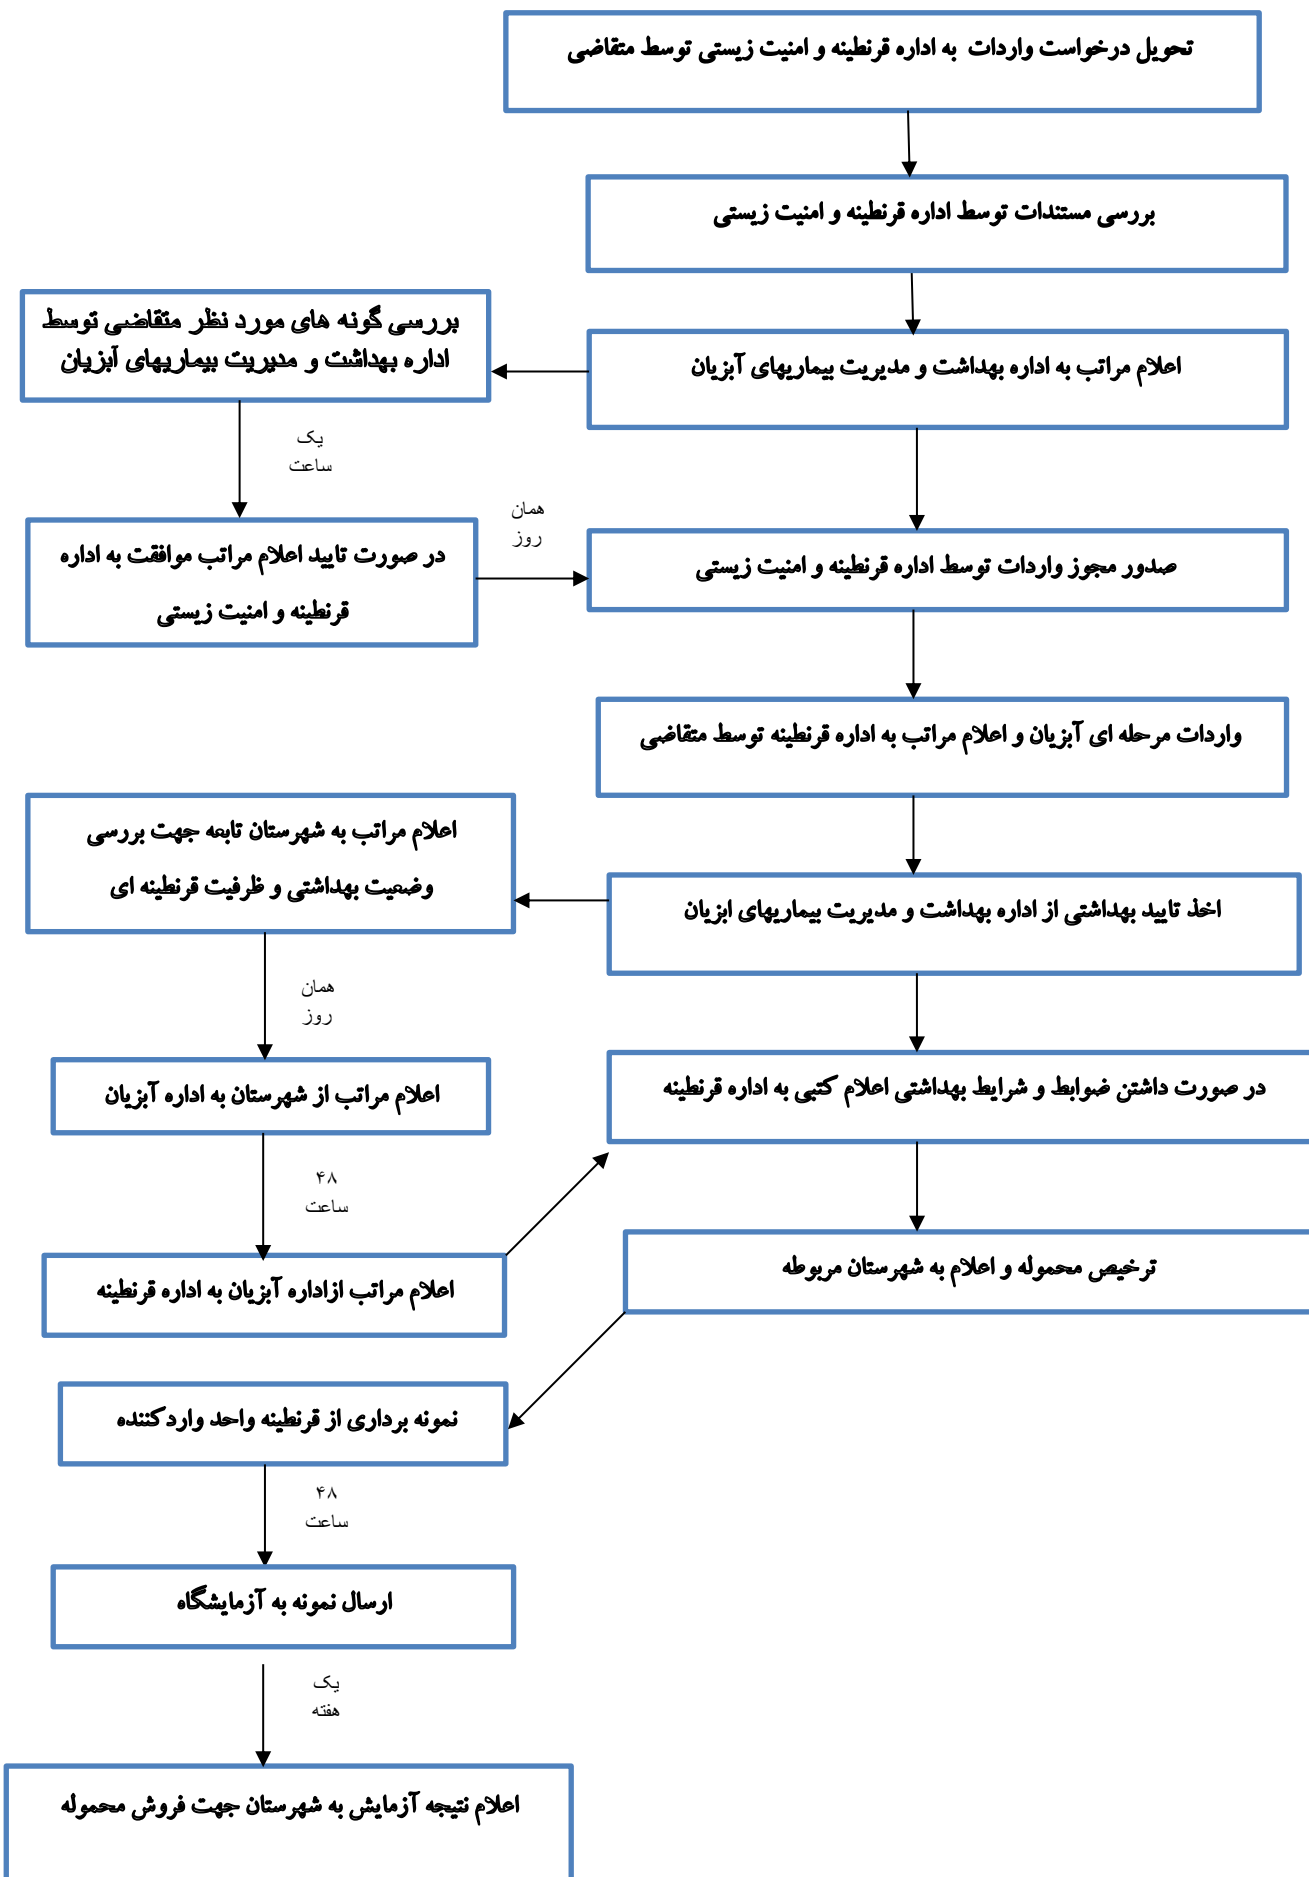 تحویل درخواست واردات به اداره قرنطینه و امنیت زیستی توسط متقاضی
بررسی مستندات توسط اداره قرنطینه و امنیت زیستی
اعلام مراتب به اداره بهداشت و مدیریت بیماریهای آبزیان
بررسی گونه های مورد نظر متقاضی توسط
اداره بهداشت و مدیریت بیماریهای آبزیان
یک
ساعت
در صورت تایید اعلام مراتب موافقت به اداره
قرنطینه و امنیت زیستی
همان
روز
صدور مجوز واردات توسط اداره قرنطینه و امنیت زیستی
واردات مرحله ای آبزیان و اعلام مراتب به اداره قرنطینه توسط متقاضی
اخذ تایید بهداشتی از اداره بهداشت و مدیریت بیماریهای ابزیان
اعلام مراتب به شهرستان تابعه جهت بررسی
وضعیت بهداشتی و ظرفیت قرنطینه ای
همان
روز
اعلام مراتب از شهرستان به اداره آبزیان
۴۸
ساعت
اعلام مراتب ازاداره آبزیان به اداره قرنطینه
در صورت داشتن ضوابط و شرایط بهداشتی اعلام کتبی به اداره قرنطینه
ترخیص محموله و اعلام به شهرستان مربوطه
نمونه برداری از قرنطینه واحد واردکننده
۴۸
ساعت
ارسال نمونه به آزمایشگاه
یک
هفته
اعلام نتیجه آزمایش به شهرستان جهت فروش محموله